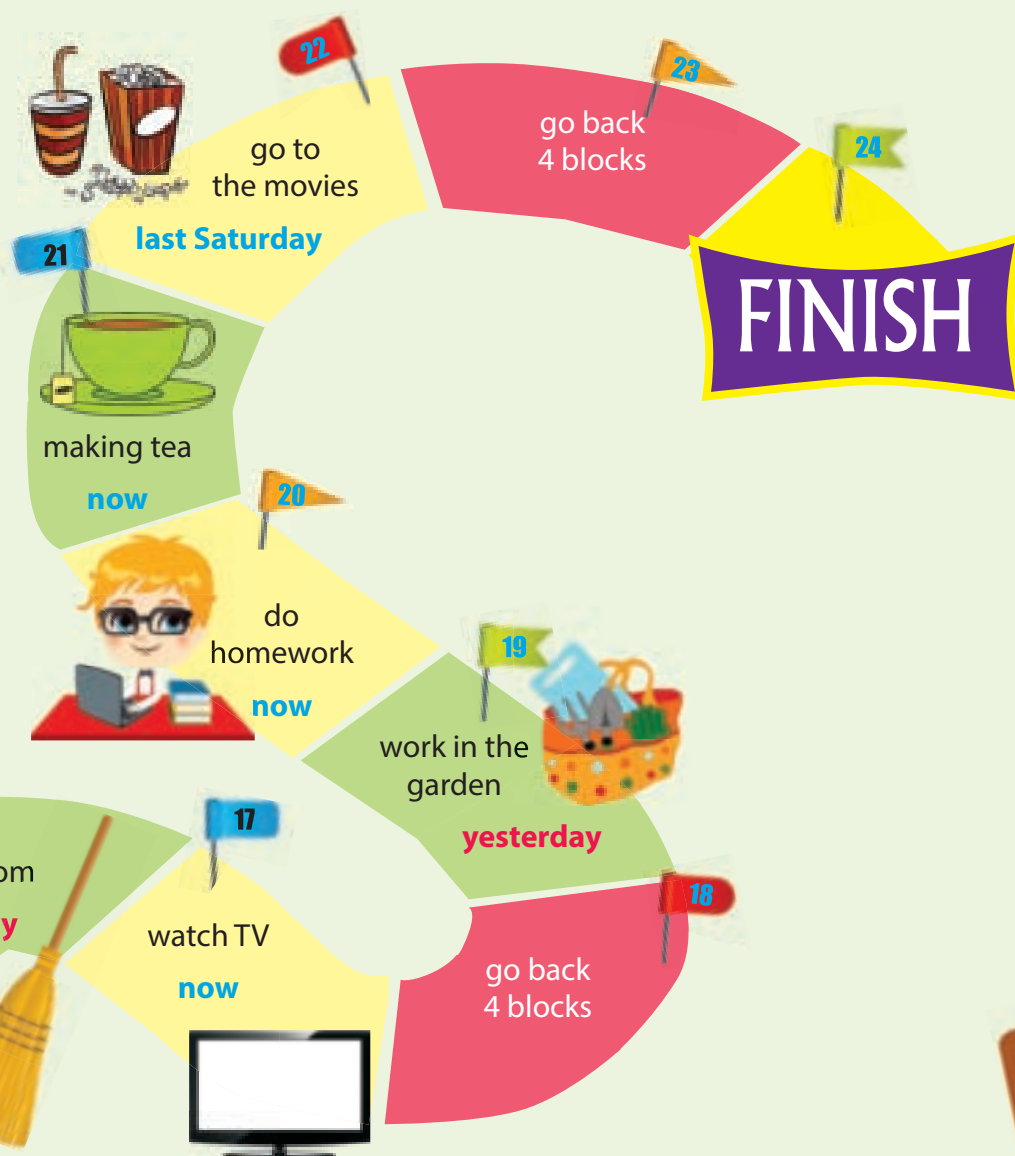 22
go to
the movies
last Saturday
23
go back
4 blocks
24
FINISH
21
making tea
now
20
do
homework
now
19
work in the
garden
yesterday
18
go back
4 blocks
17
watch TV
now